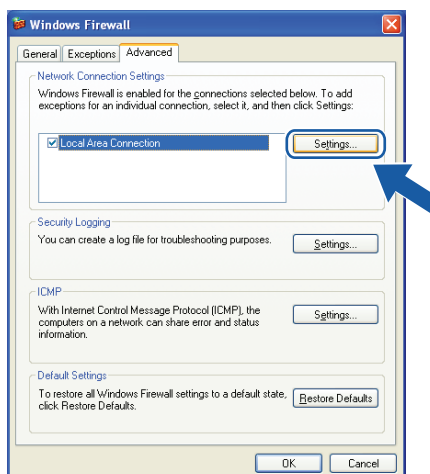 Windows Firewall
General Exceptions Advanced
Network Connection Settings
Windows Firewall is enabled for the connections selected below. To add
exceptions for an individual connection, select it, and then click Settings:
Local Area Connection
Settings...
Security Logging
You can create a log file for troubleshooting purposes.
Settings...
ICMP
With Internet Control Message Protocol (ICMP), the
computers on a network can share error and status
information.
Settings...
Default Settings
To restore all Windows Firewall settings to a default state,
click Restore Defaults.
Restore Defaults
OK Cancel